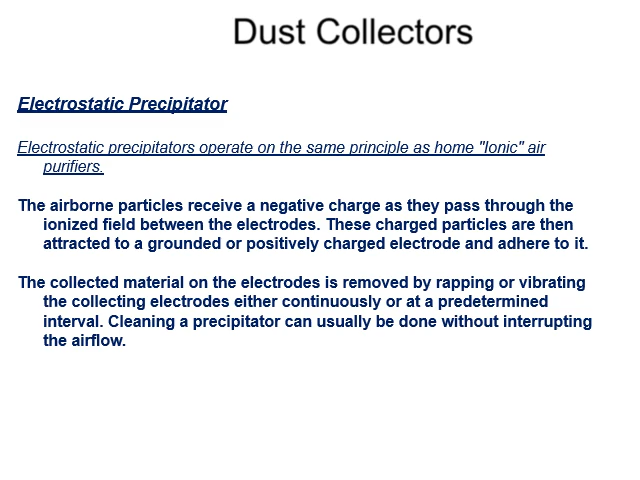 Dust Collectors
Electrostatic Precipitator
Electrostatic precipitators operate on the same principle as home "Ionic" air
purifiers.
The airborne particles receive a negative charge as they pass through the
ionized field between the electrodes. These charged particles are then
attracted to a grounded or positively charged electrode and adhere to it.
The collected material on the electrodes is removed by rapping or vibrating
the collecting electrodes either continuously or at a predetermined
interval. Cleaning a precipitator can usually be done without interrupting
the airflow.